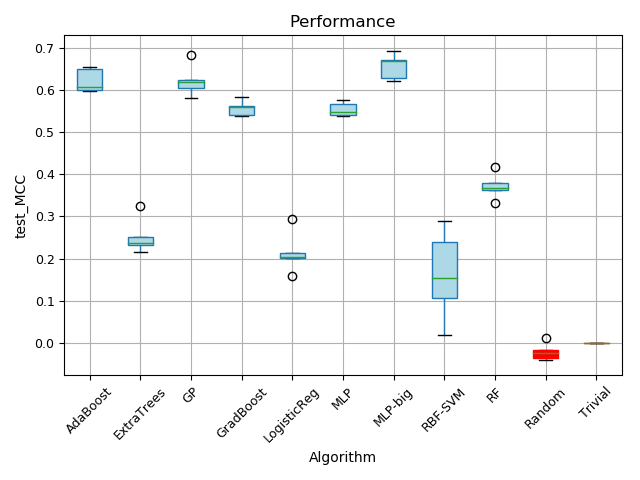 Performance
0.7
0.6
0.5
0.4
0.3
0.2
0.1
0.0
test_MCC
AdaBoost
ExtraTrees
GP
GradBoost
LogisticReg
MLP
MLP-big
RBF-SVM
RF
Random
Trivial
Algorithm